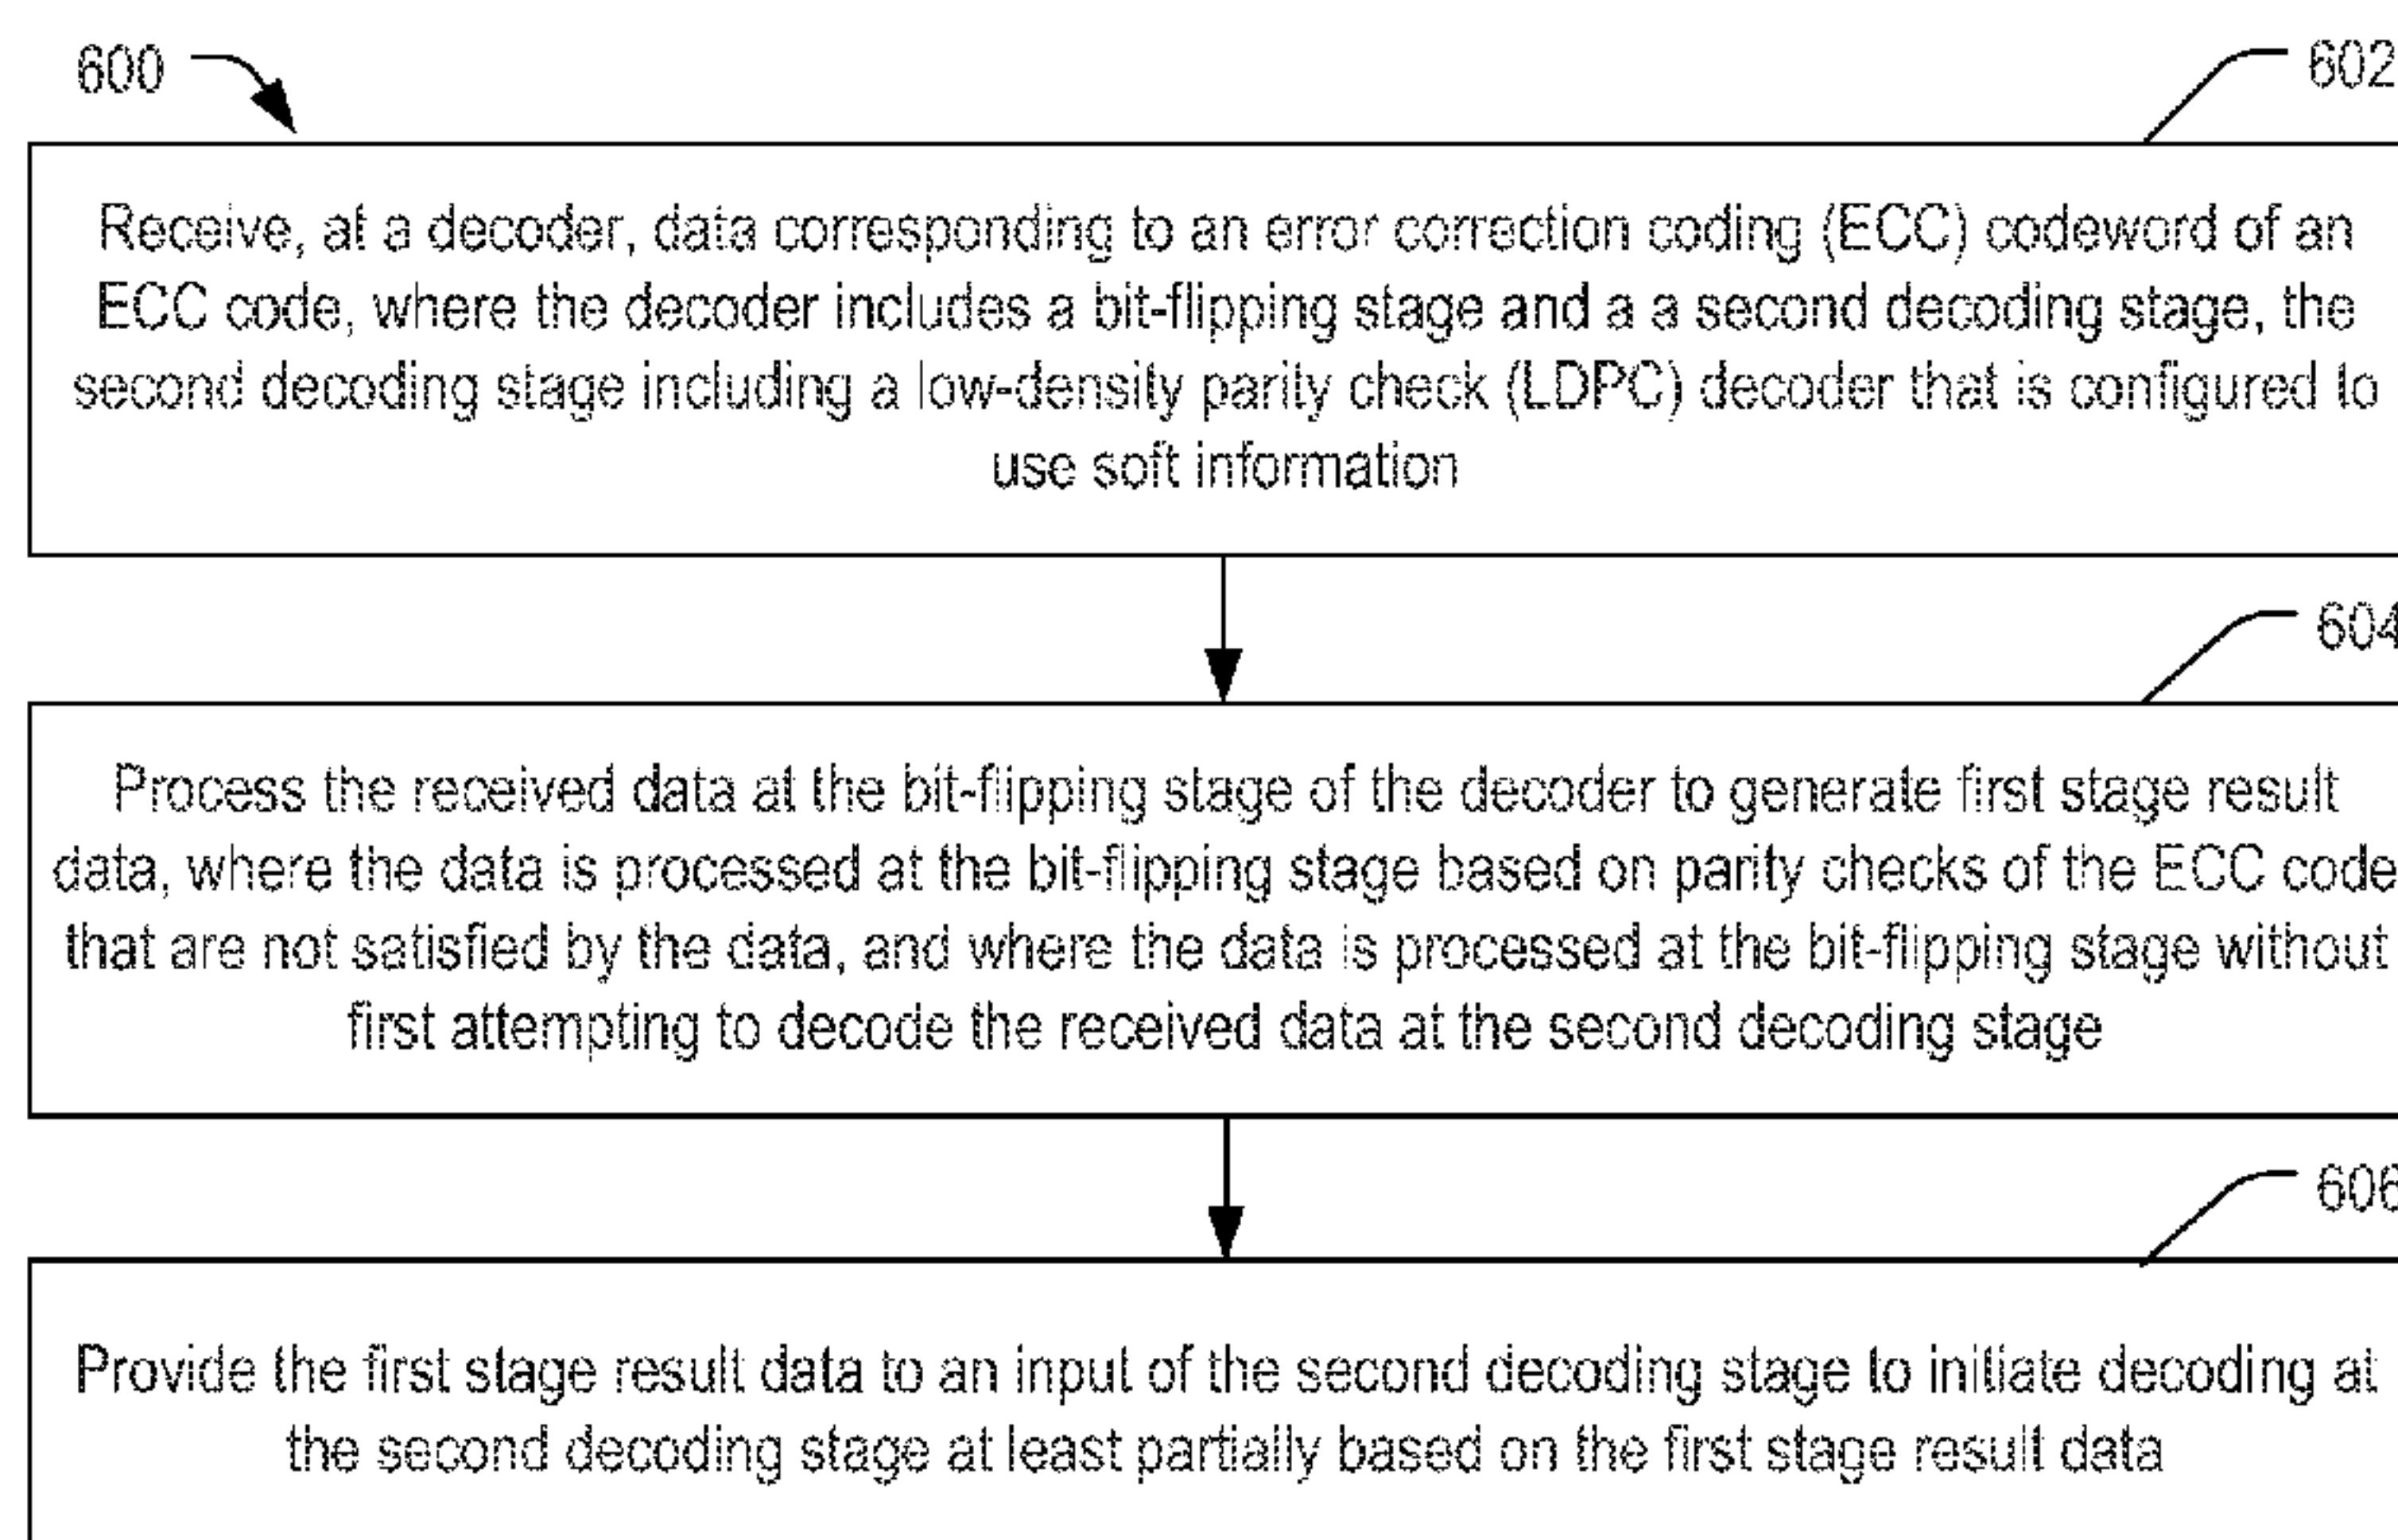 600
602
Receive, at a decoder, data corresponding to an error correction coding (ECC) codeword of an
ECC code, where the decoder includes a bit-flipping stage and a a second decoding stage, the
second decoding stage including a low-density parity check (LDPC) decoder that is configured to
use soft information
604
Process the received data at the bit-flipping stage of the decoder to generate first stage result
data, where the data is processed at the bit-flipping stage based on parity checks of the ECC code
that are not satisfied by the data, and where the data is processed at the bit-flipping stage without
first attempting to decode the received data at the second decoding stage
606
Provide the first stage result data to an input of the second decoding stage to initiate decoding at
the second decoding stage at least partially based on the first stage result data